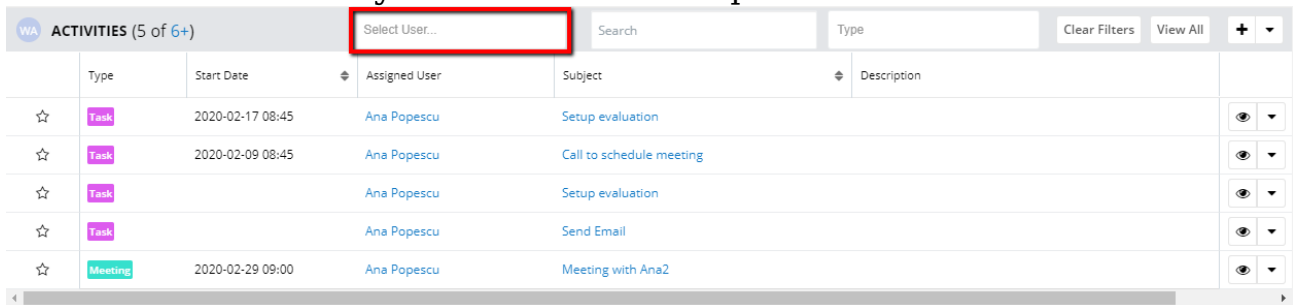 WA ACTIVITIES (5 of 6+) Select User... Search Type Clear Filters View All
Type Start Date Assigned User Subject Description
Task 2020-02-17 08:45 Ana Popescu Setup evaluation
Task 2020-02-09 08:45 Ana Popescu Call to schedule meeting
Task Ana Popescu Setup evaluation
Task Ana Popescu Send Email
Meeting 2020-02-29 09:00 Ana Popescu Meeting with Ana2